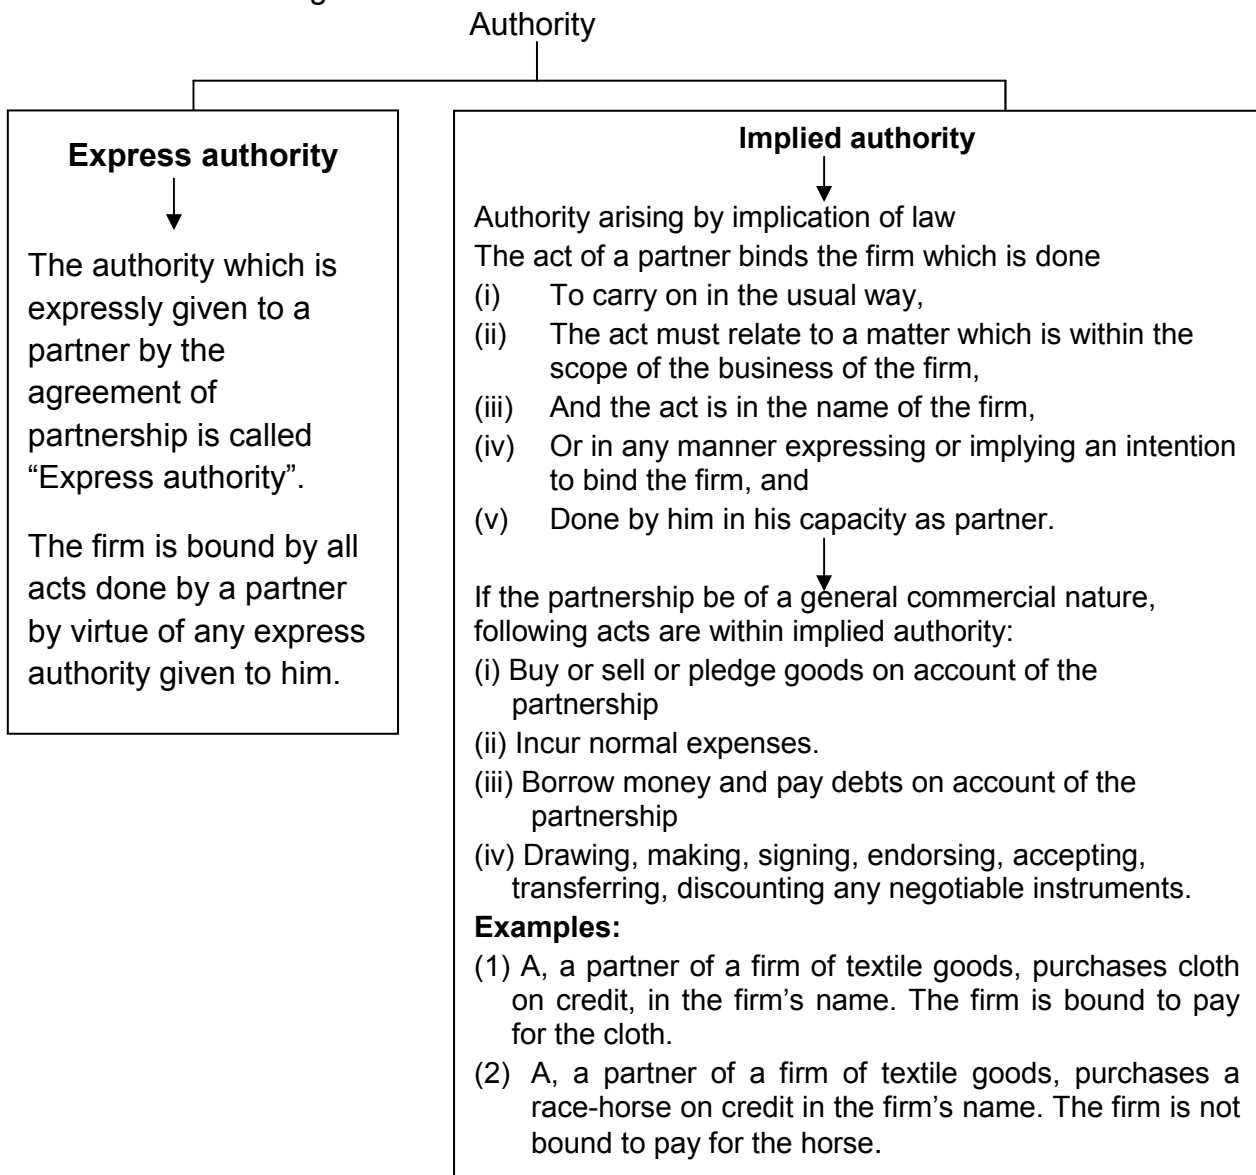 Authority
Express authority
The authority which is
expressly given to a
partner by the
agreement of
partnership is called
“Express authority”.
The firm is bound by all
acts done by a partner
by virtue of any express
authority given to him.
Implied authority
Authority arising by implication of law
The act of a partner binds the firm which is done
(i) To carry on in the usual way,
(ii) The act must relate to a matter which is within the
scope of the business of the firm,
(iii) And the act is in the name of the firm,
(iv) Or in any manner expressing or implying an intention
to bind the firm, and
(v) Done by him in his capacity as partner.
If the partnership be of a general commercial nature,
following acts are within implied authority:
(i) Buy or sell or pledge goods on account of the
partnership
(ii) Incur normal expenses.
(iii) Borrow money and pay debts on account of the
partnership
(iv) Drawing, making, signing, endorsing, accepting,
transferring, discounting any negotiable instruments.
Examples:
(1) A, a partner of a firm of textile goods, purchases cloth
on credit, in the firm’s name. The firm is bound to pay
for the cloth.
(2) A, a partner of a firm of textile goods, purchases a
race-horse on credit in the firm’s name. The firm is not
bound to pay for the horse.